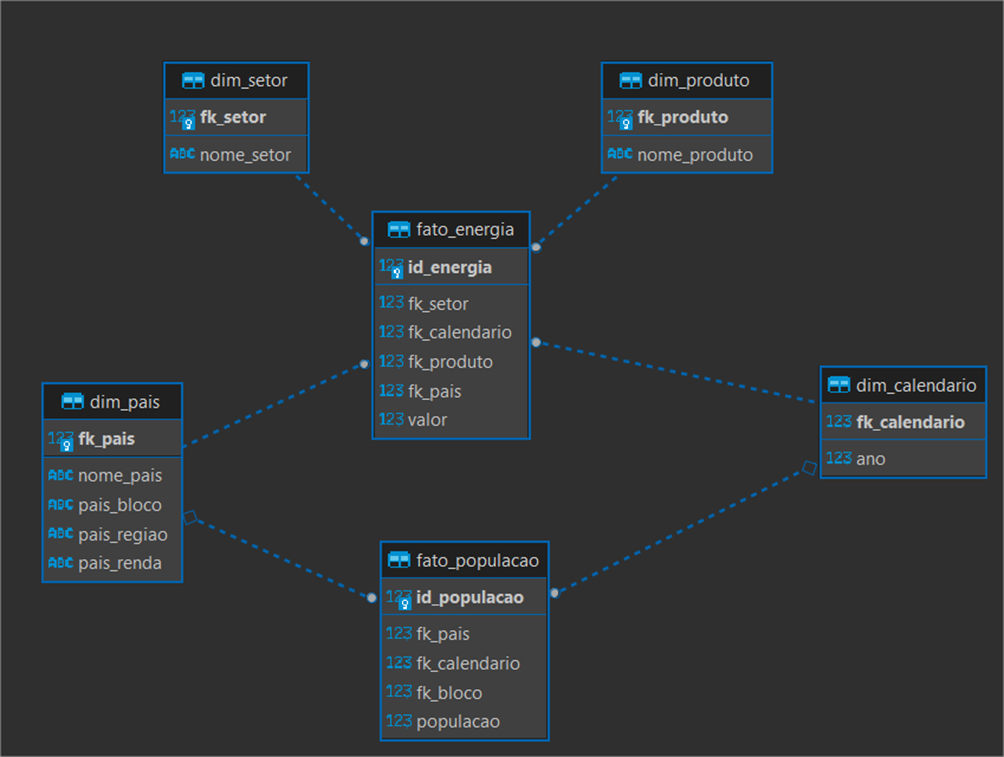 dim_setor
123 fk_setor
ABC nome_setor
dim_produto
123 fk_produto
ABC nome_produto
fato_energia
123 id_energia
123 fk_setor
123 fk_calendario
123 fk_produto
123 fk_pais
123 valor
dim_pais
123 fk_pais
ABC nome_pais
ABC pais_bloco
ABC pais_regiao
ABC pais_renda
dim_calendario
123 fk_calendario
123 ano
fato_populacao
123 id_populacao
123 fk_pais
123 fk_calendario
123 fk_bloco
123 populacao